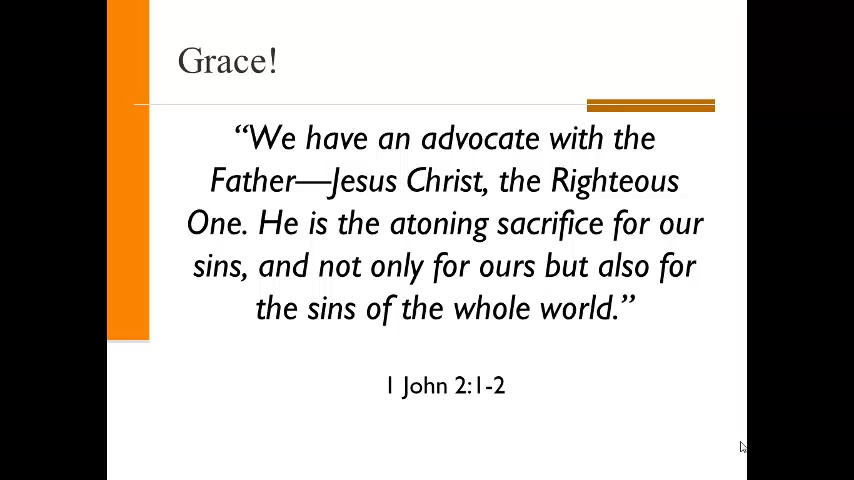 Grace!
“We have an advocate with the
Father—Jesus Christ, the Righteous
One. He is the atoning sacrifice for our
sins, and not only for ours but also for
the sins of the whole world.”
1 John 2:1-2